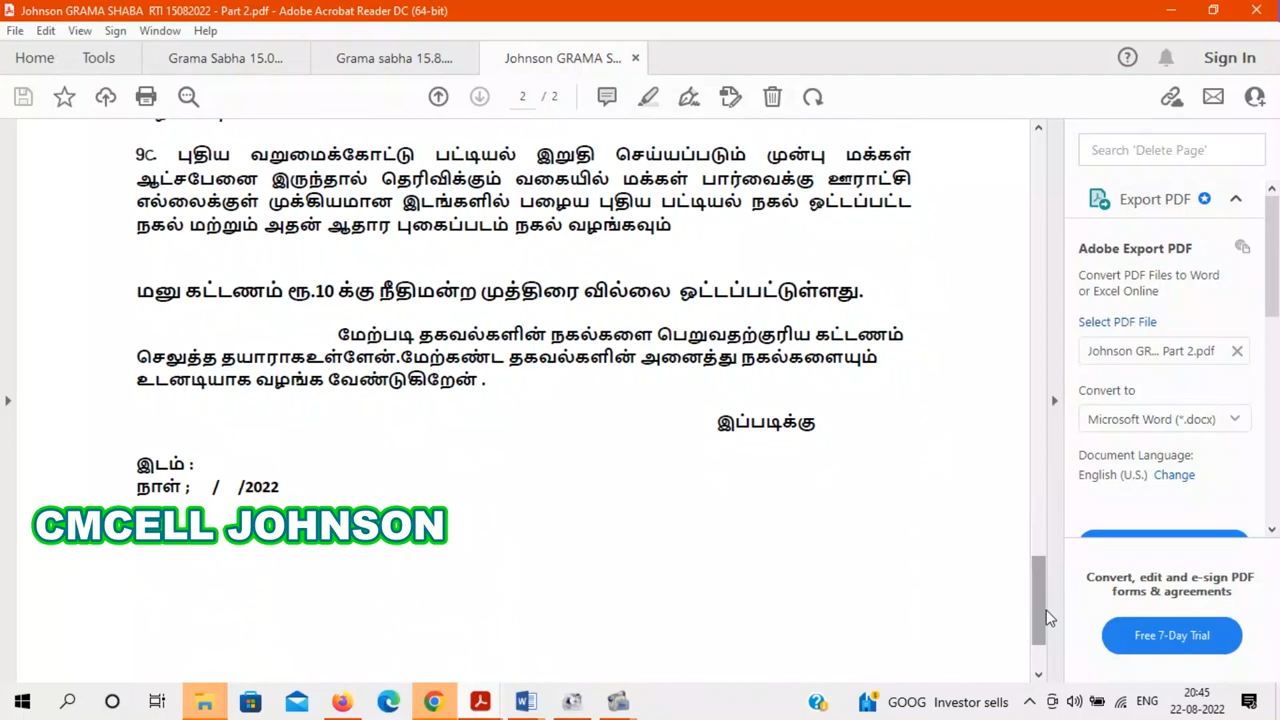 Johnson GRAMA SHABA RTI 15082022 - Part 2.pdf - Adobe Acrobat Reader DC (64-bit)
File Edit View Sign Window Help
Home Tools Grama Sabha 15.0... Grama sabha 15.8.... Johnson GRAMA S... × Sign In
2 / 2
9C. புதிய வறுமைக்கோட்டு பட்டியல் இறுதி செய்யப்படும் முன்பு மக்கள்
ஆட்சபேனை இருந்தால் தெரிவிக்கும் வகையில் மக்கள் பார்வைக்கு ஊராட்சி
எல்லைக்குள் முக்கியமான இடங்களில் பழைய புதிய பட்டியல் நகல் ஒட்டப்பட்ட
நகல் மற்றும் அதன் ஆதார புகைப்படம் நகல் வழங்கவும்
மனு கட்டணம் ரூ.10 க்கு நீதிமன்ற முத்திரை வில்லை ஒட்டப்பட்டுள்ளது.
மேற்படி தகவல்களின் நகல்களை பெறுவதற்குரிய கட்டணம்
செலுத்த தயாராகஉள்ளேன்.மேற்கண்ட தகவல்களின் அனைத்து நகல்களையும்
உடனடியாக வழங்க வேண்டுகிறேன் .
இப்படிக்கு
இடம் :
நாள் ; / /2022
CMCELL JOHNSON
Search 'Delete Page'
Export PDF
Adobe Export PDF
Convert PDF Files to Word
or Excel Online
Select PDF File
Johnson GR... Part 2.pdf ×
Convert to
Microsoft Word (*.docx)
Document Language:
English (U.S.) Change
Convert, edit and e-sign PDF
forms & agreements
Free 7-Day Trial
GOOG Investor sells ENG 20:45
22-08-2022